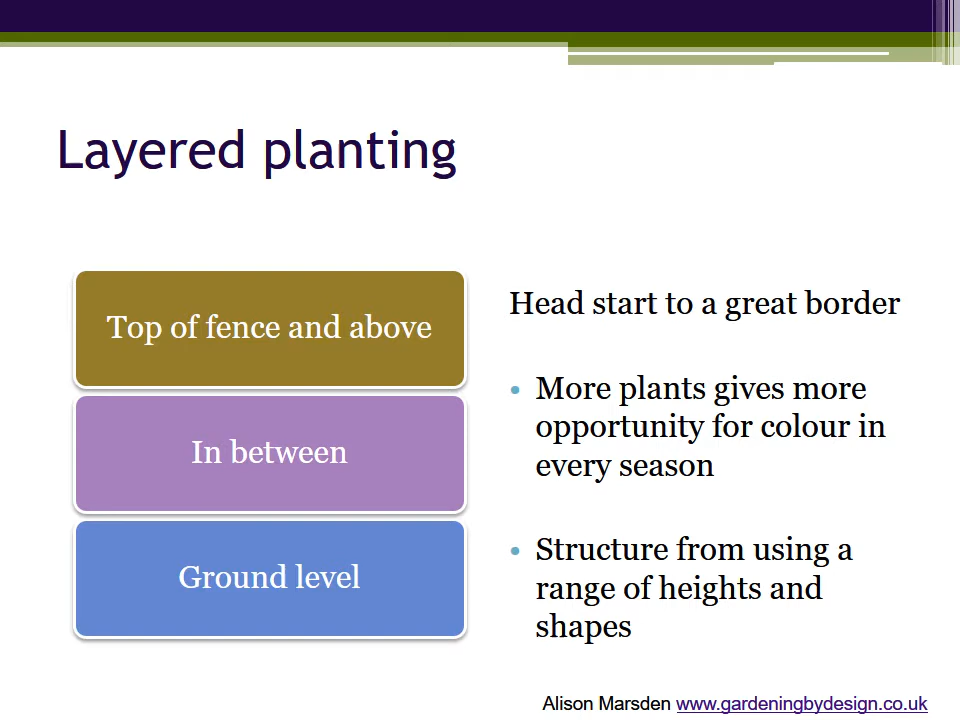 Layered planting
Top of fence and above
In between
Ground level
Head start to a great border
• More plants gives more
opportunity for colour in
every season
• Structure from using a
range of heights and
shapes
Alison Marsden www.gardeningbydesign.co.uk